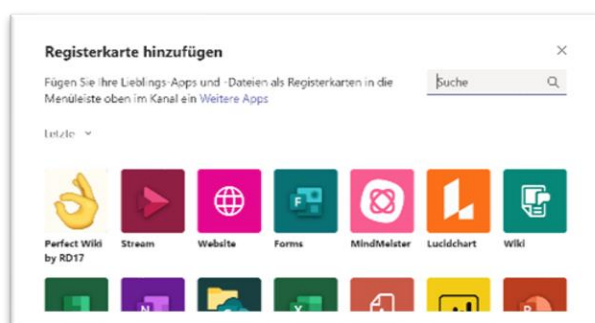 Registerkarte hinzufügen
Fügen Sie Ihre Lieblings-Apps und -Dateien als Registerkarten in die
Menüleiste oben im Kanal ein Weitere Apps
Suche
Letzte
Perfect Wiki
by RD17
Stream
Website
Forms
MindMeister
Lucidchart
Wiki
F
N
X
P